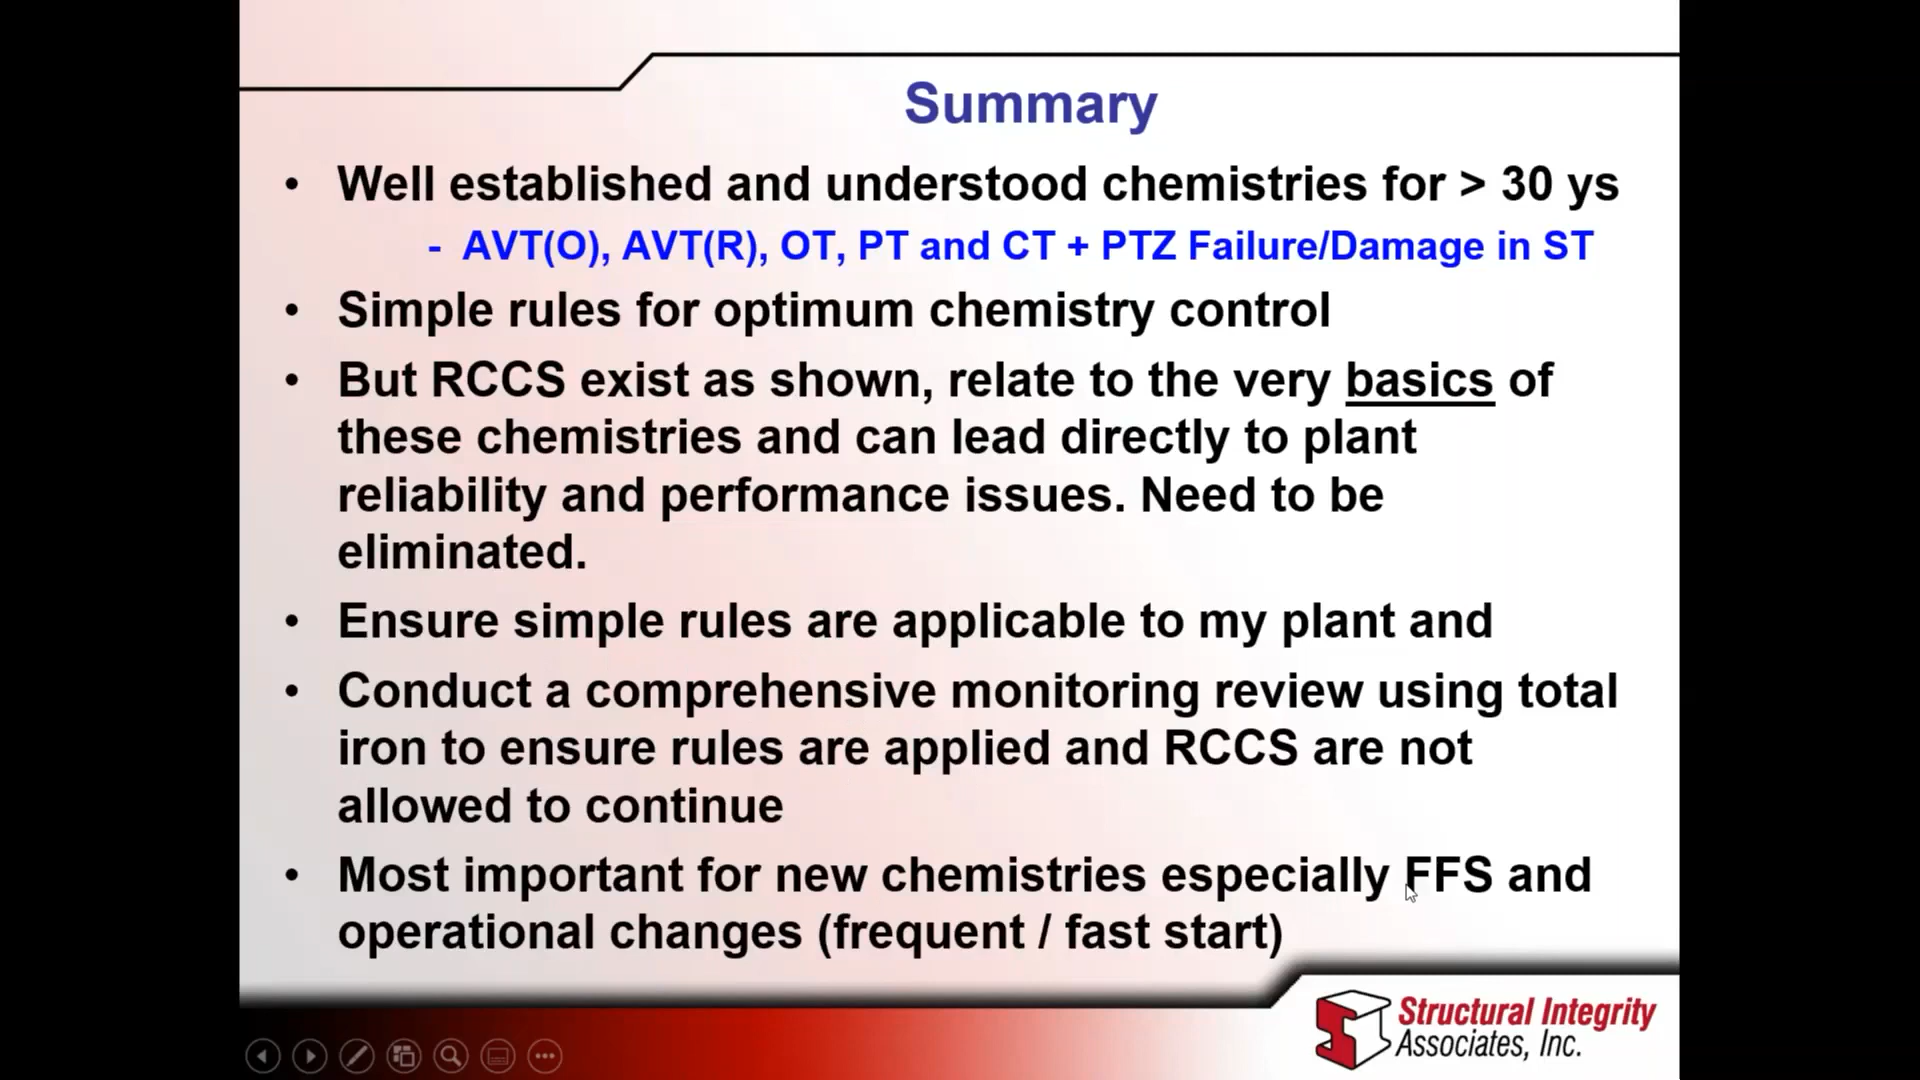 Summary
• Well established and understood chemistries for > 30 ys
- AVT(O), AVT(R), OT, PT and CT + PTZ Failure/Damage in ST
• Simple rules for optimum chemistry control
• But RCCS exist as shown, relate to the very basics of
these chemistries and can lead directly to plant
reliability and performance issues. Need to be
eliminated.
• Ensure simple rules are applicable to my plant and
• Conduct a comprehensive monitoring review using total
iron to ensure rules are applied and RCCS are not
allowed to continue
• Most important for new chemistries especially FFS and
operational changes (frequent / fast start)
Structural Integrity
Associates, Inc.